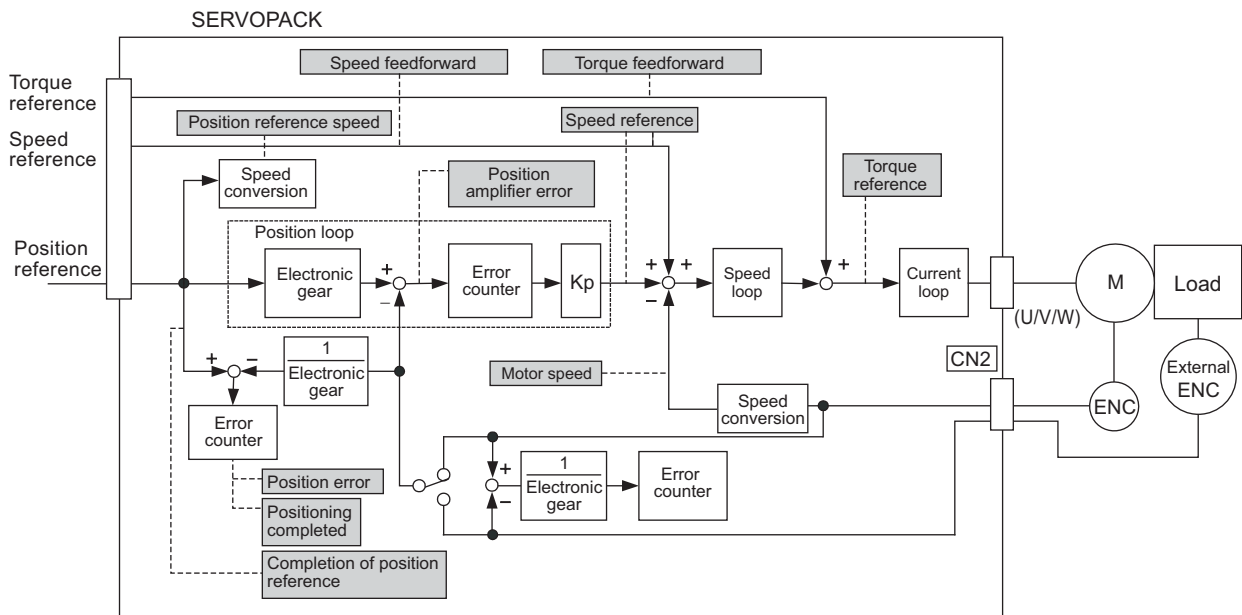 SERVOPACK
Speed feedforward
Torque feedforward
Torque
reference
Position reference speed
Speed reference
Speed
reference
Speed
conversion
Position
amplifier error
Torque
reference
Position loop
Position
reference
Electronic
gear
+
−
Error
counter
Kp
+
+
−
Speed
loop
+
Current
loop
M
Load
(U/V/W)
CN2
+
−
1
Electronic
gear
Motor speed
External
ENC
Error
counter
Speed
conversion
ENC
Position error
Positioning
completed
+
−
1
Electronic
gear
Error
counter
Completion of position
reference